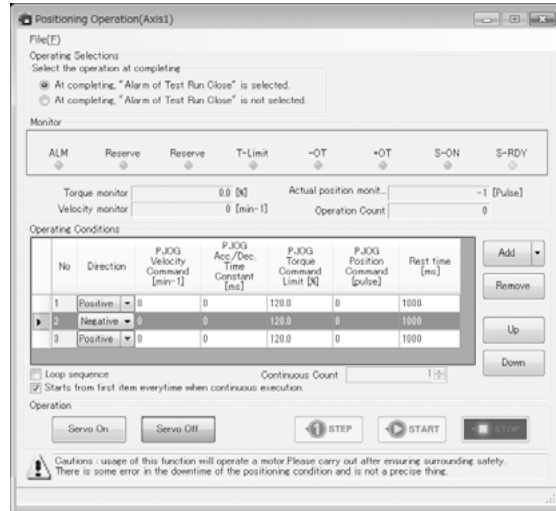 Positioning Operation(Axis1)
File(F)
Operating Selections
Select the operation at completing
At completing, "Alarm of Test Run Close" is selected.
At completing, "Alarm of Test Run Close" is not selected.
Monitor
ALM Reserve Reserve T-Limit -OT +OT S-ON S-RDY
Torque monitor 0.0 [%] Actual position monit... -1 [Pulse]
Velocity monitor 0 [min-1] Operation Count 0
Operating Conditions
No Direction PJOG Velocity Command [min-1] PJOG Acc./Dec. Time Constant [ms] PJOG Torque Command Limit [%] PJOG Position Command [pulse] Rest time [ms]
1 Positive 0 0 120.0 0 1000
2 Negative 0 0 120.0 0 1000
3 Positive 0 0 120.0 0 1000
Add
Remove
Up
Down
Loop sequence Continuous Count 1
Starts from first item everytime when continuous execution.
Operation
Servo On Servo Off 1 STEP START STOP
Cautions : usage of this function will operate a motor.Please carry out after ensuring surrounding safety.
There is some error in the downtime of the positioning condition and is not a precise thing.